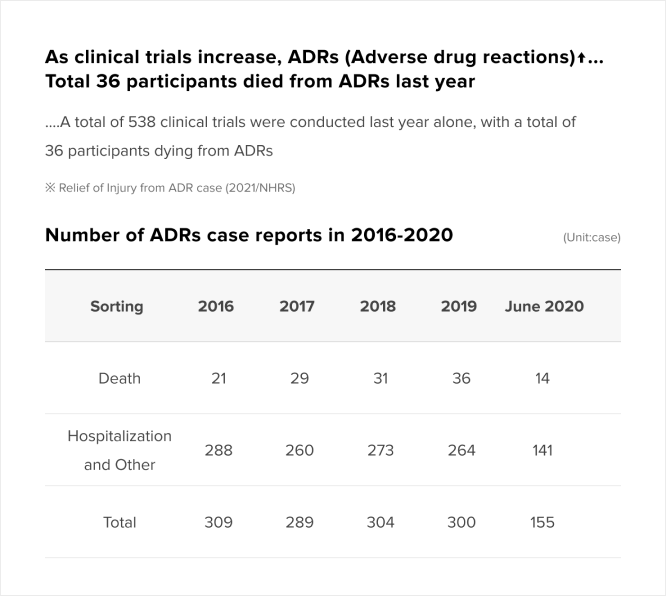 As clinical trials increase, ADRs (Adverse drug reactions)⬆...
Total 36 participants died from ADRs last year
....A total of 538 clinical trials were conducted last year alone, with a total of
36 participants dying from ADRs
※ Relief of Injury from ADR case (2021/NHRS)
Number of ADRs case reports in 2016-2020 (Unit:case)
Sorting 2016 2017 2018 2019 June 2020
Death 21 29 31 36 14
Hospitalization
and Other 288 260 273 264 141
Total 309 289 304 300 155